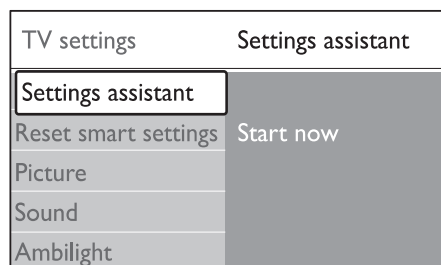 TV settings
Settings assistant
Settings assistant
Reset smart settings
Start now
Picture
Sound
Ambilight